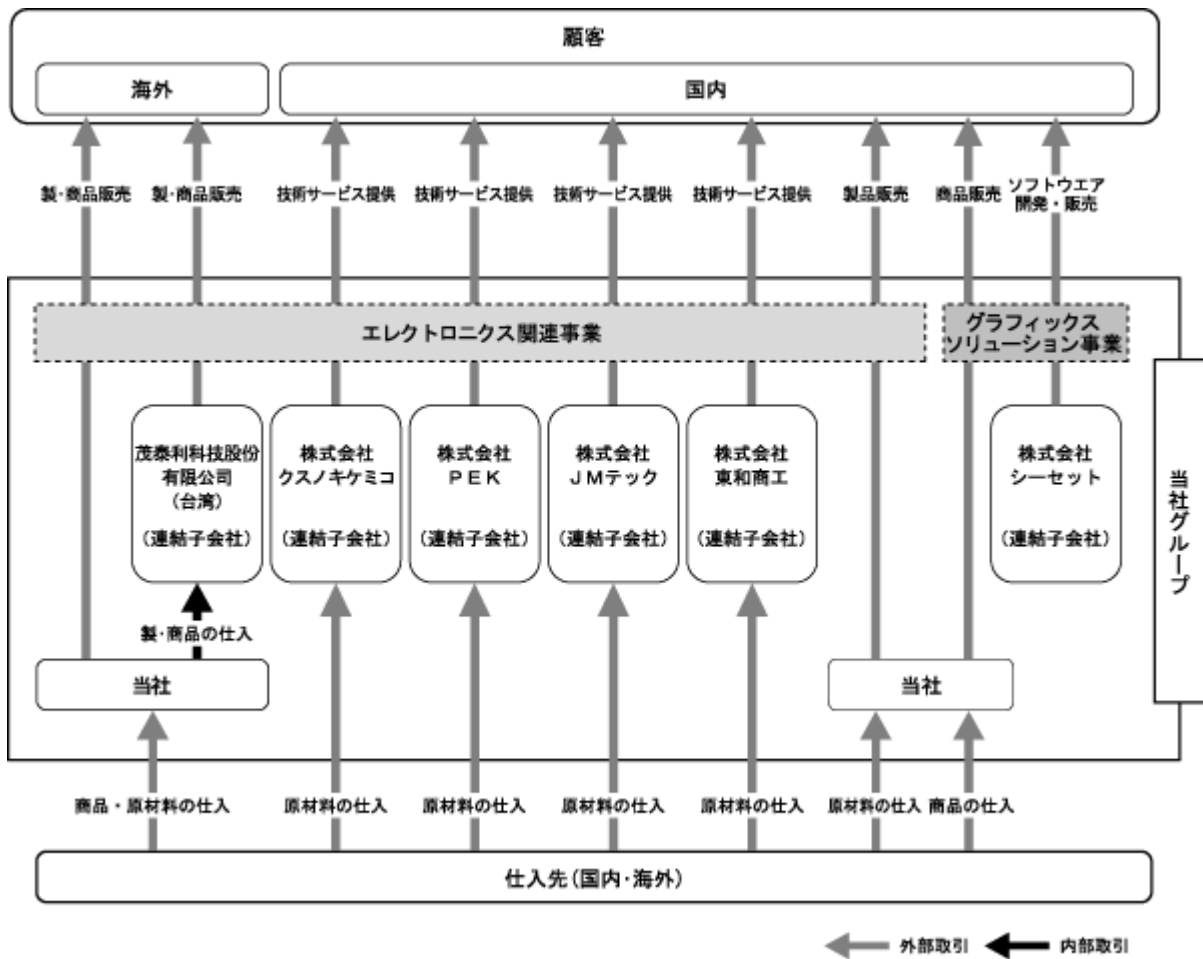 顧客
海外
国内
製・商品販売
製・商品販売
技術サービス提供
技術サービス提供
技術サービス提供
技術サービス提供
製品販売
商品販売
ソフトウエア
開発・販売
エレクトロニクス関連事業
グラフィックス
ソリューション事業
茂泰利科技股份
有限公司
(台湾)
(連結子会社)
株式会社
クスノキケミコ
(連結子会社)
株式会社
PEK
(連結子会社)
株式会社
JMテック
(連結子会社)
株式会社
東和商工
(連結子会社)
株式会社
シーセット
(連結子会社)
当社グループ
製・商品の仕入
当社
当社
商品・原材料の仕入
原材料の仕入
原材料の仕入
原材料の仕入
原材料の仕入
原材料の仕入
商品の仕入
仕入先(国内・海外)
外部取引
内部取引